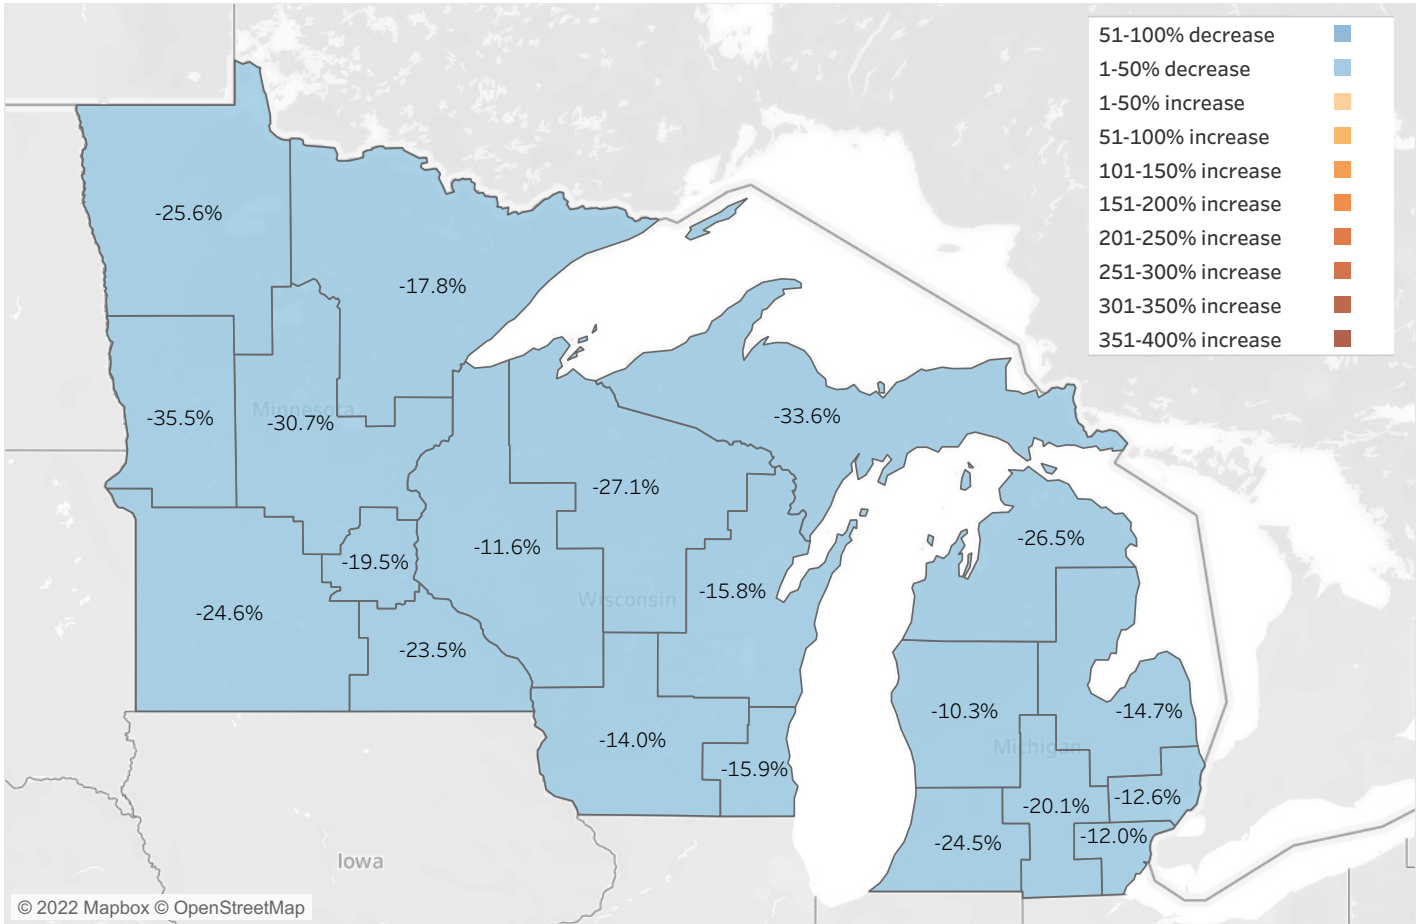 51-100% decrease
1-50% decrease
1-50% increase
51-100% increase
101-150% increase
151-200% increase
201-250% increase
251-300% increase
301-350% increase
351-400% increase
-25.6%
-17.8%
-35.5%
Minnesota
-30.7%
-33.6%
-27.1%
-26.5%
-11.6%
-19.5%
-15.8%
Wisconsin
-24.6%
-23.5%
-10.3%
-14.7%
-14.0%
Michigan
-15.9%
-12.6%
-20.1%
-12.0%
-24.5%
Iowa
© 2022 Mapbox © OpenStreetMap